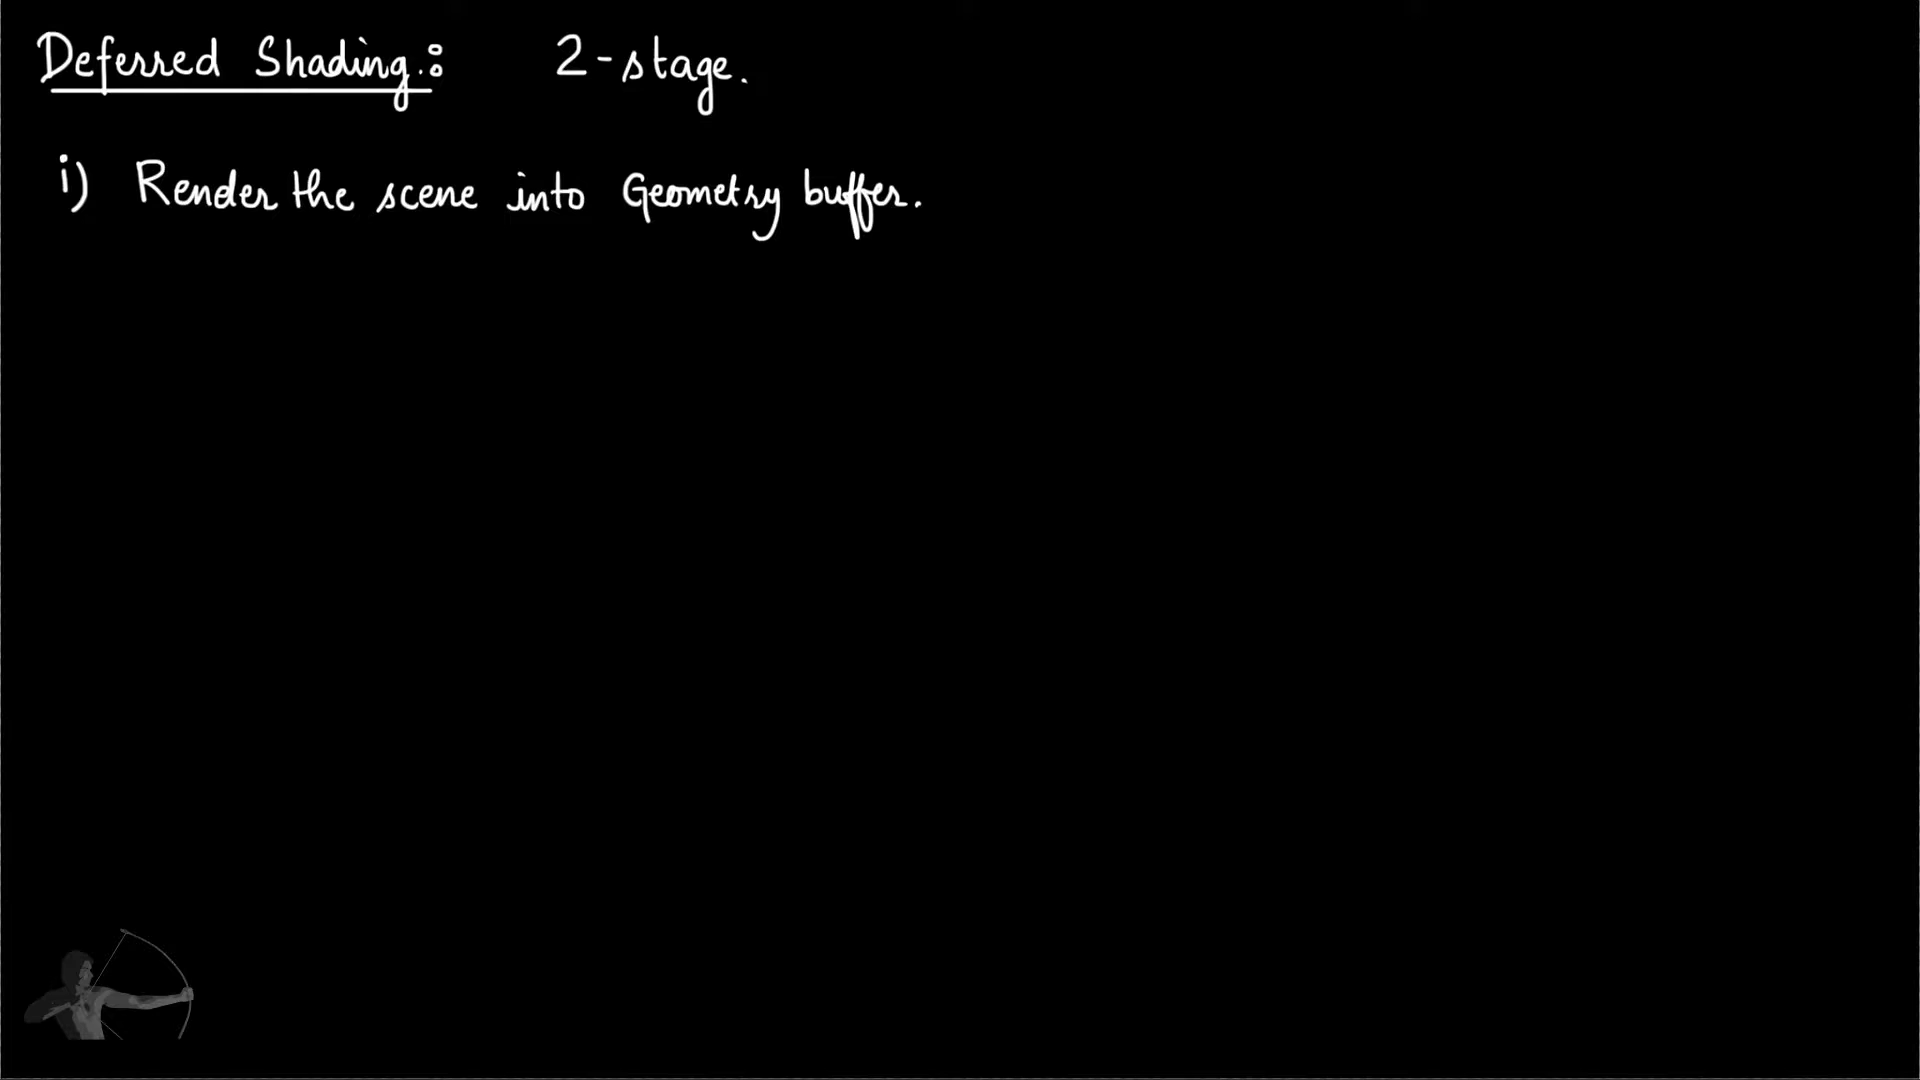 Deferred Shading.: 2-stage.
i) Render the scene into Geometry buffer.